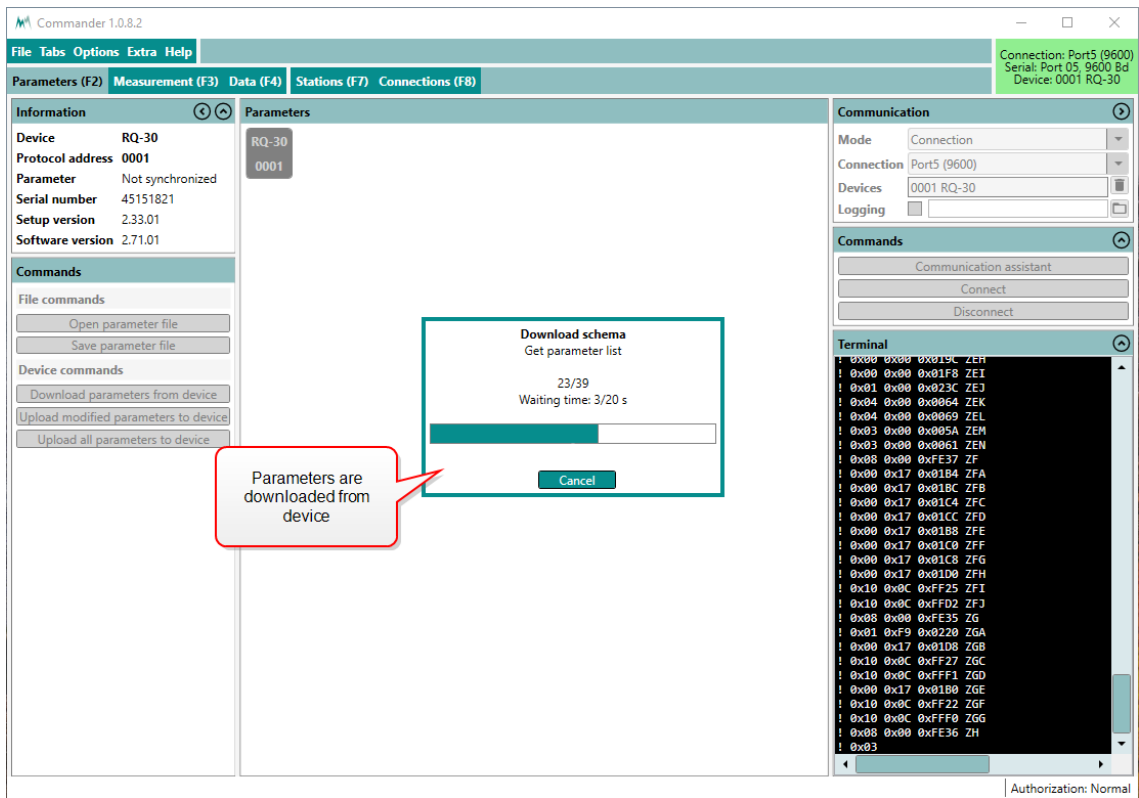 Commander 1.0.8.2
File Tabs Options Extra Help
Connection: Port5 (9600)
Serial: Port 05, 9600 Bd
Device: 0001 RQ-30
Parameters (F2) Measurement (F3) Data (F4) Stations (F7) Connections (F8)
Information
Device RQ-30
Protocol address 0001
Parameter Not synchronized
Serial number 45151821
Setup version 2.33.01
Software version 2.71.01
Commands
File commands
Open parameter file
Save parameter file
Device commands
Download parameters from device
Upload modified parameters to device
Upload all parameters to device
Parameters
RQ-30
0001
Download schema
Get parameter list
23/39
Waiting time: 3/20 s
Cancel
Parameters are
downloaded from
device
Communication
Mode Connection
Connection Port5 (9600)
Devices 0001 RQ-30
Logging
Commands
Communication assistant
Connect
Disconnect
Terminal
! 0x00 0x00 0x019C ZEH
! 0x00 0x00 0x01F8 ZEI
! 0x01 0x00 0x023C ZEJ
! 0x04 0x00 0x0064 ZEK
! 0x04 0x00 0x0069 ZEL
! 0x03 0x00 0x005A ZEM
! 0x03 0x00 0x0061 ZEN
! 0x08 0x00 0xFE37 ZF
! 0x00 0x17 0x01B4 ZFA
! 0x00 0x17 0x01BC ZFB
! 0x00 0x17 0x01C4 ZFC
! 0x00 0x17 0x01CC ZFD
! 0x00 0x17 0x01B8 ZFE
! 0x00 0x17 0x01C0 ZFF
! 0x00 0x17 0x01C8 ZFG
! 0x00 0x17 0x01D0 ZFH
! 0x10 0x0C 0xFF25 ZFI
! 0x10 0x0C 0xFFD2 ZFJ
! 0x08 0x00 0xFE35 ZG
! 0x01 0xF9 0x0220 ZGA
! 0x00 0x17 0x01D8 ZGB
! 0x10 0x0C 0xFF27 ZGC
! 0x10 0x0C 0xFFF1 ZGD
! 0x00 0x17 0x01B0 ZGE
! 0x10 0x0C 0xFF22 ZGF
! 0x10 0x0C 0xFFF0 ZGG
! 0x08 0x00 0xFE36 ZH
! 0x03
Authorization: Normal